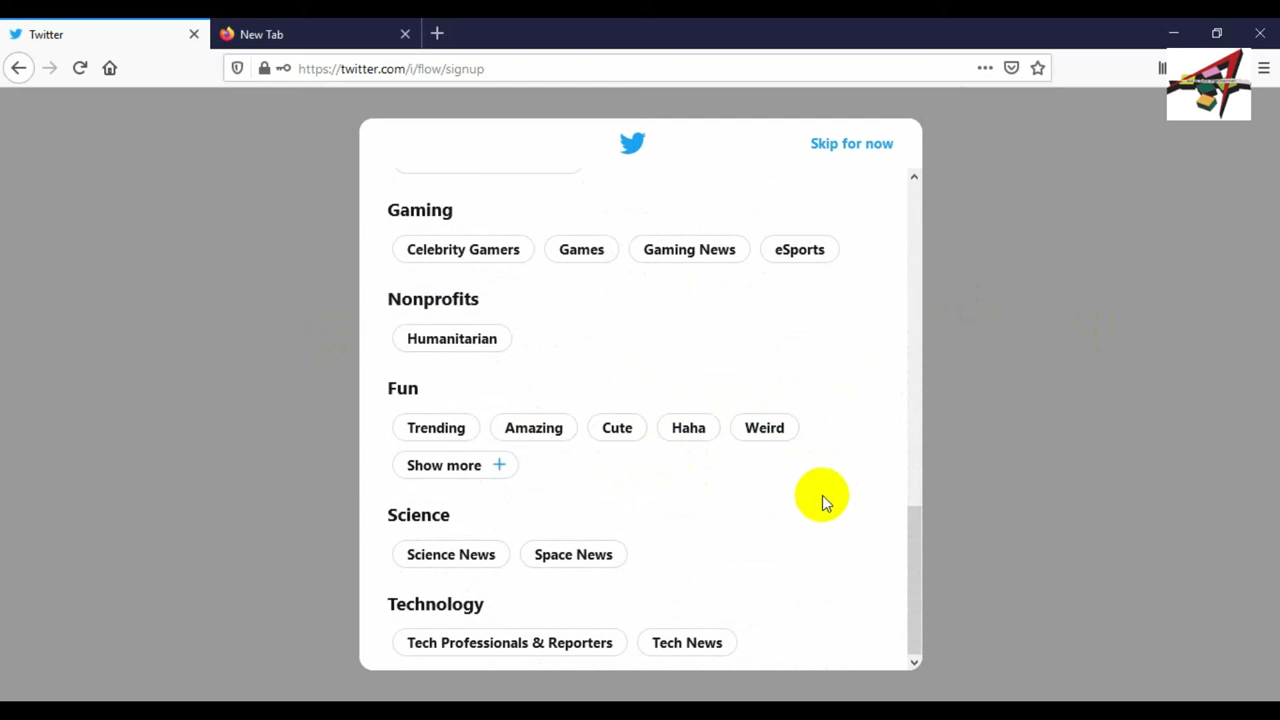 Twitter
New Tab
https://twitter.com/i/flow/signup
Skip for now
Gaming
Celebrity Gamers Games Gaming News eSports
Nonprofits
Humanitarian
Fun
Trending Amazing Cute Haha Weird
Show more +
Science
Science News Space News
Technology
Tech Professionals & Reporters Tech News